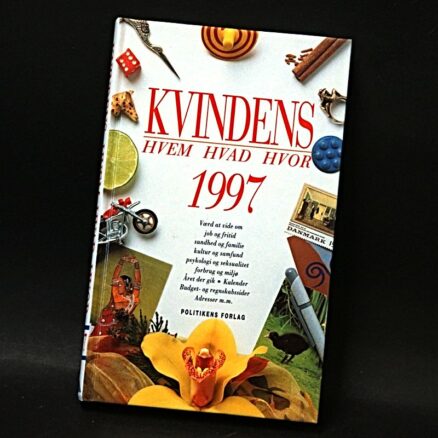 KVINDENS
HVEM HVAD HVOR
1997
Værd at vide om
job og fritid
sundhed og familie
kultur og samfund
psykologi og seksualitet
forbrug og miljø
Året der gik • Kalender
Budget- og regnskabssider
Adresser m.m.
POLITIKENS FORLAG
DANMARK